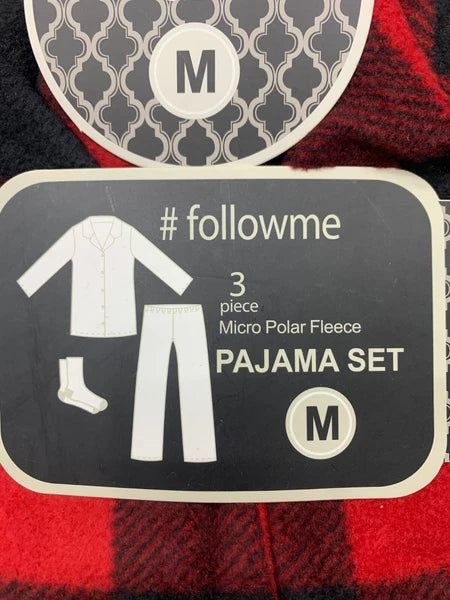 M
# followme
3
piece
Micro Polar Fleece
PAJAMA SET
M